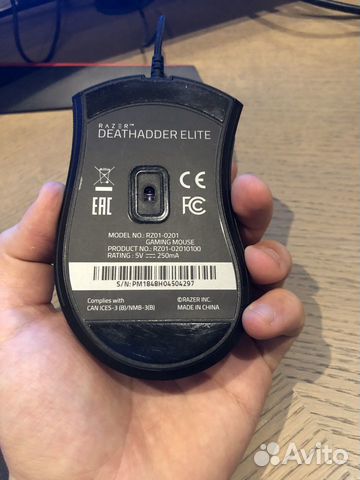 RAZER™
DEATHADDER ELITE
CE
EAC
FC
MODEL NO.: RZ01-0201
GAMING MOUSE
PRODUCT NO.: RZ01-02010100
RATING : 5V ⎓ 250mA
S/N: PM1848H04504297
Complies with
CAN ICES-3 (B)/NMB-3(B)
©RAZER INC.
MADE IN CHINA
Avito